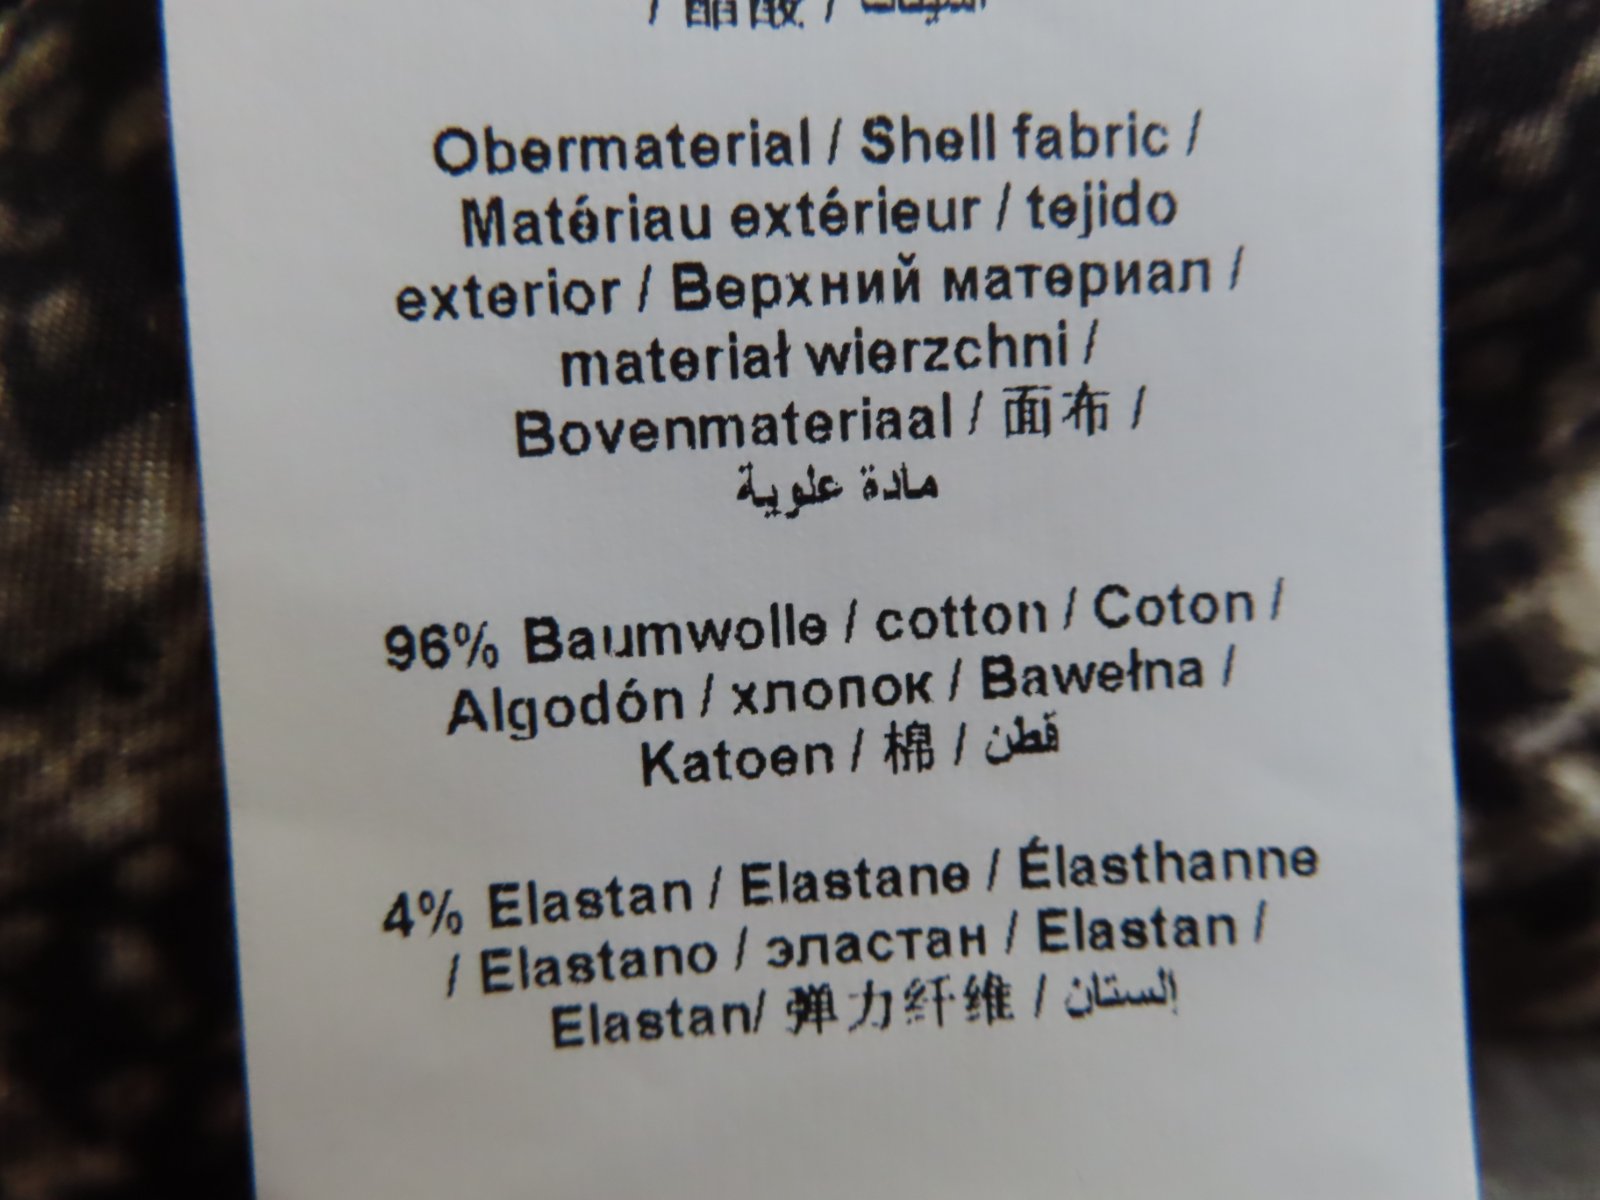 Obermaterial / Shell fabric /
Matériau extérieur / tejido
exterior / Верхний материал /
materiał wierzchni /
Bovenmateriaal / 面布 /
مادة علوية
96% Baumwolle / cotton / Coton /
Algodón / хлопок / Bawełna /
Katoen / 棉 / قطن
4% Elastan / Elastane / Élasthanne
/ Elastano / эластан / Elastan /
Elastan/ 弹力纤维 / إلستان